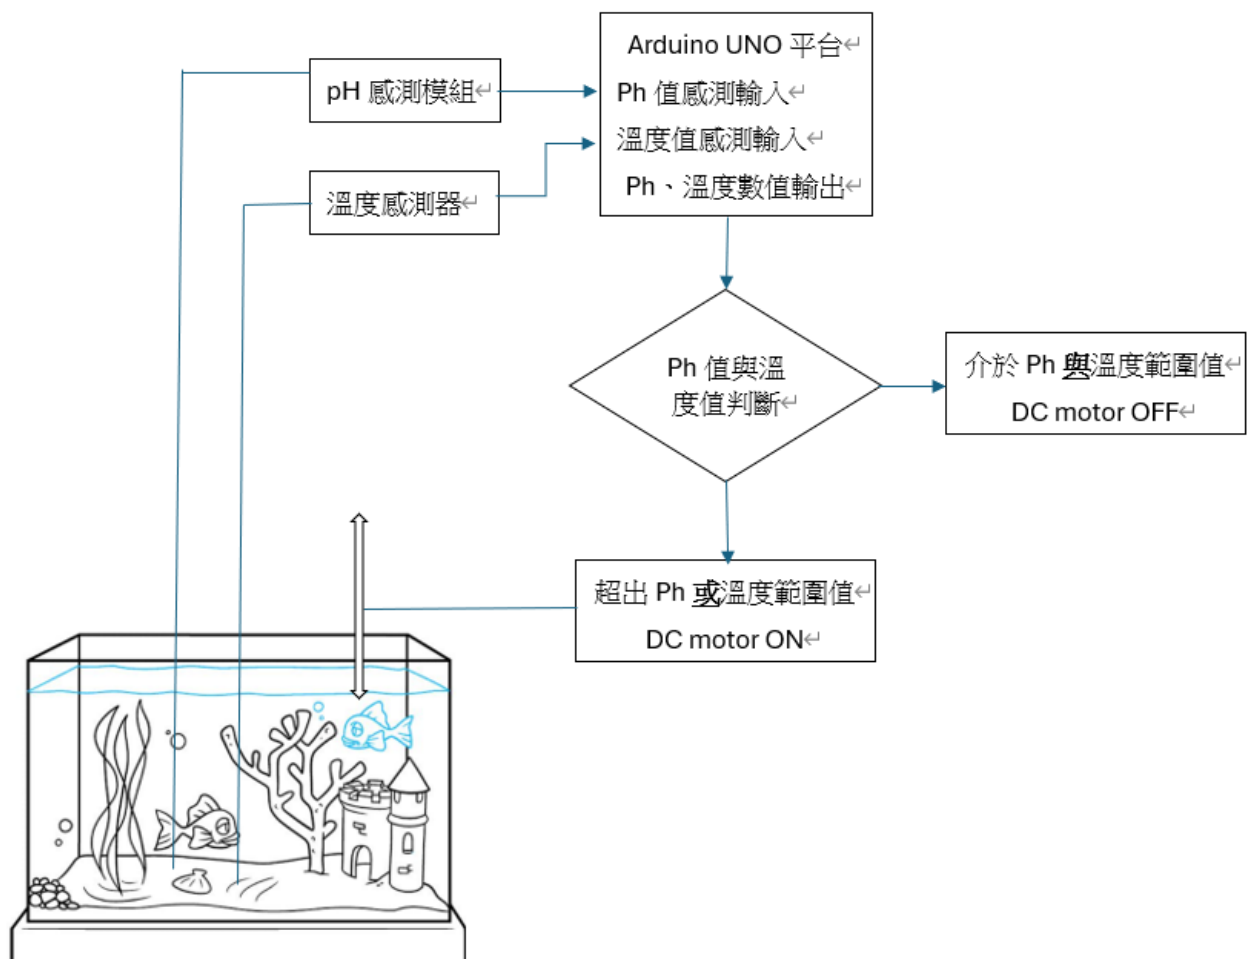 Arduino UNO 平台↵
Ph 值感測輸入↵
溫度值感測輸入↵
Ph、溫度數值輸出↵
pH 感測模組↵
溫度感測器↵
Ph 值與溫
度值判斷↵
介於 Ph 與溫度範圍值↵
DC motor OFF↵
超出 Ph 或溫度範圍值↵
DC motor ON↵